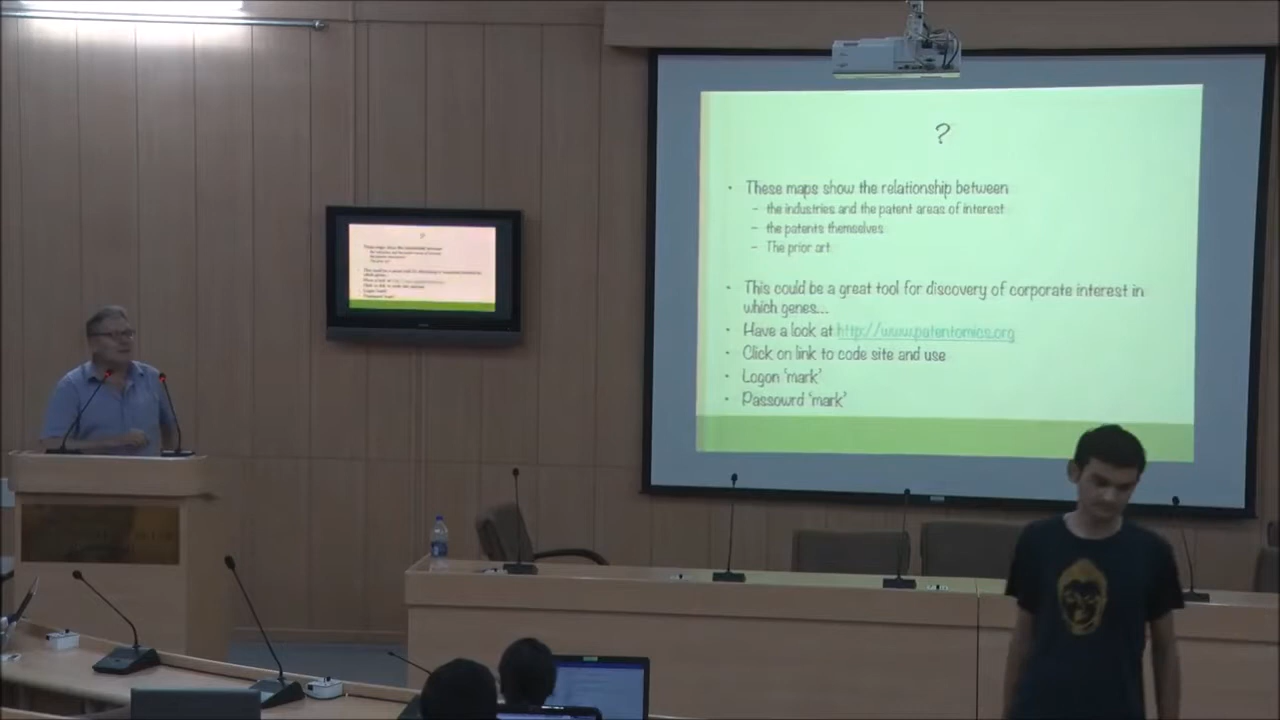 ?
• These maps show the relationship between
– the industries and the patent areas of interest
– the patents themselves
– The prior art.
• This could be a great tool for discovery of corporate interest in
which genes...
• Have a look at http://www.patentomics.org
• Click on link to code site and use
• Logon 'mark'
• Passowrd 'mark'